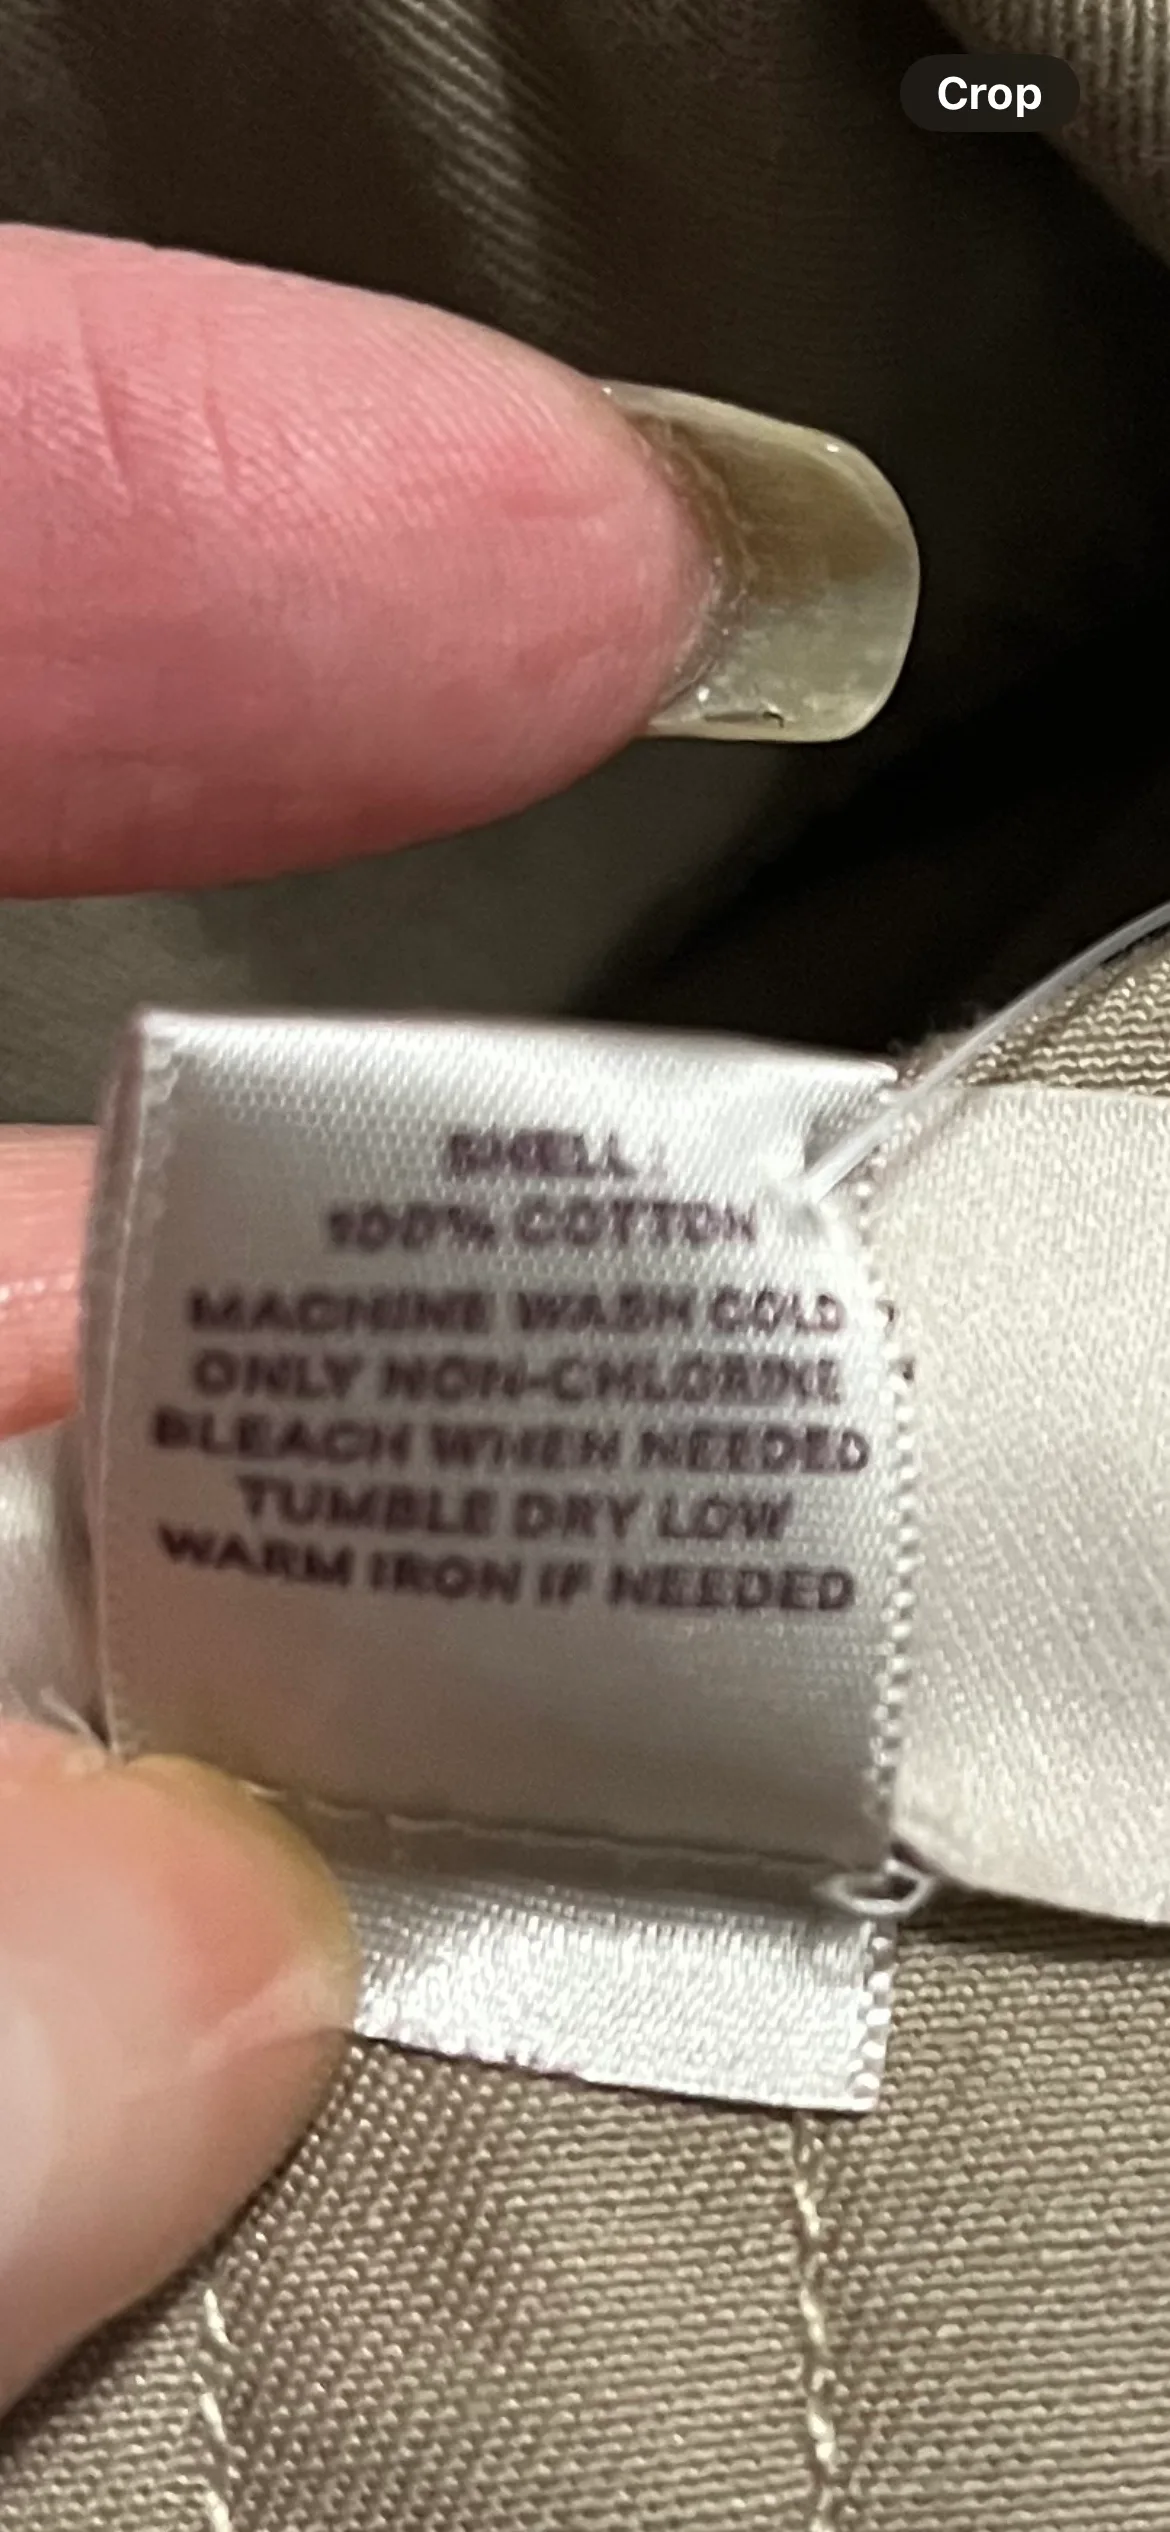 Crop
SHELL:
100% COTTON
MACHINE WASH COLD
ONLY NON-CHLORINE
BLEACH WHEN NEEDED
TUMBLE DRY LOW
WARM IRON IF NEEDED